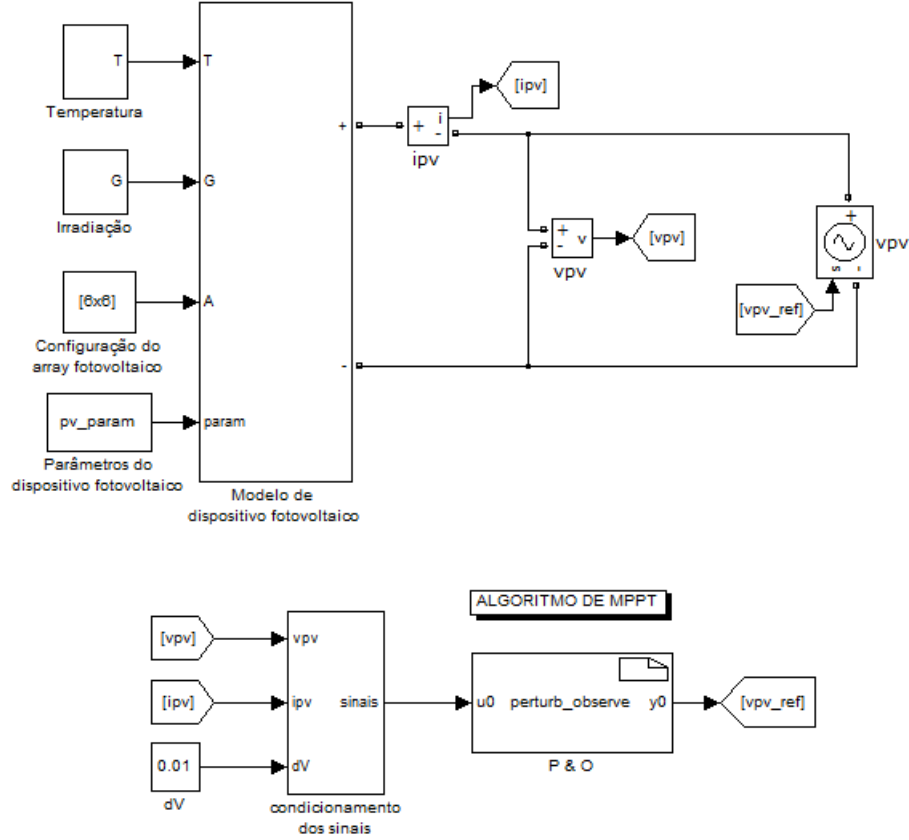 T
T
Temperatura
G
G
Irradiação
[6x6]
A
Configuração do
array fotovoltaico
pv_param
param
Parâmetros do
dispositivo fotovoltaico
+
-
Modelo de
dispositivo fotovoltaico
+
i
-
ipv
[ipv]
+
-
v
vpv
[vpv]
+
s
-
vpv
[vpv_ref]
ALGORITMO DE MPPT
[vpv]
vpv
[ipv]
ipv
sinais
0.01
dV
dV
condicionamento
dos sinais
u0
perturb_observe
y0
P & O
[vpv_ref]